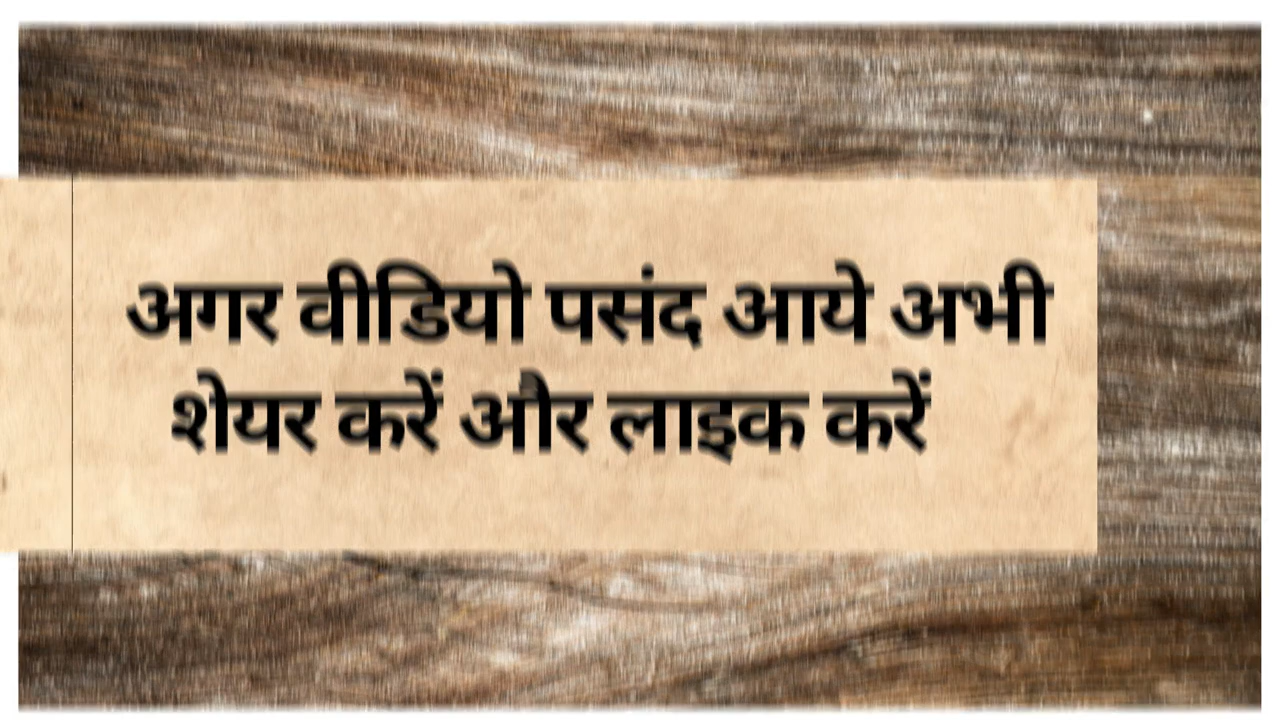 अगर वीडियो पसंद आये अभी
शेयर करें और लाइक करें